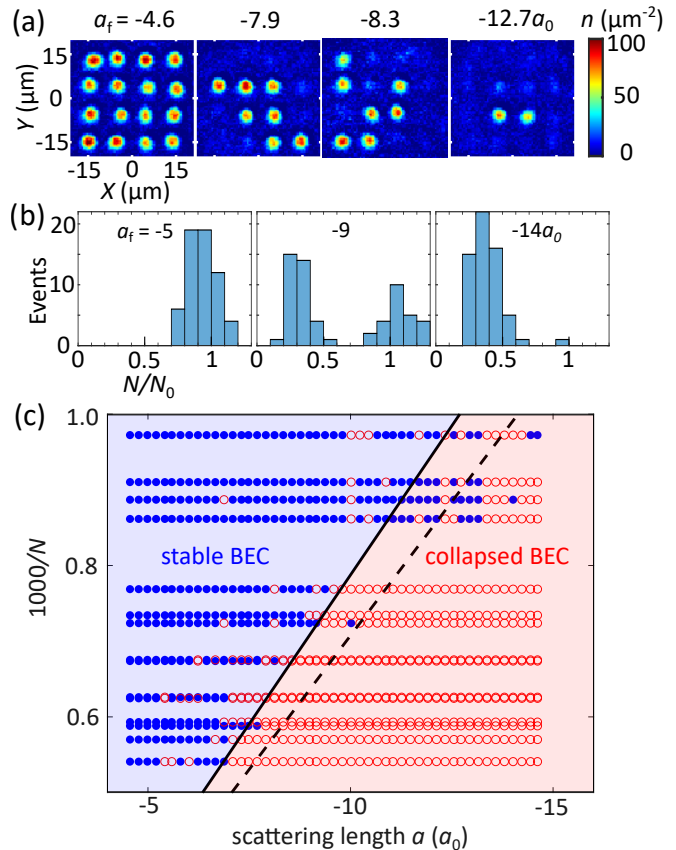 (a) a_f = -4.6 -7.9 -8.3 -12.7a_0 n (μm⁻²)
Y (μm)
15
0
-15
-15 0 15
X (μm)
100
50
0
(b)
a_f = -5 -9 -14a_0
Events
20
10
0
0 0.5 1 0 0.5 1 0 0.5 1
N/N_0
(c)
1.0
0.8
0.6
1000/N
stable BEC collapsed BEC
-5 -10 -15
scattering length a (a_0)